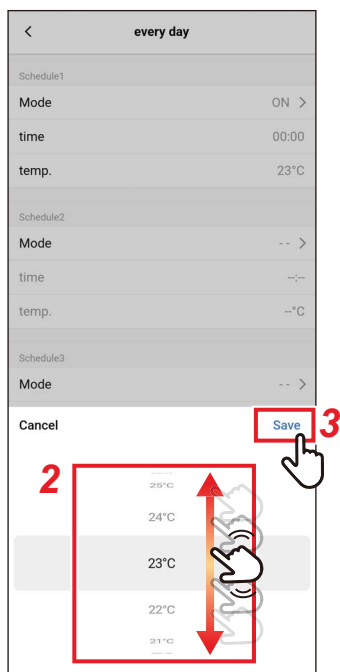 every day
Schedule1
Mode ON
time 00:00
temp. 23°C
Schedule2
Mode - -
time --:--
temp. --°C
Schedule3
Mode - -
Cancel Save 3
2
25°C
24°C
23°C
22°C
21°C